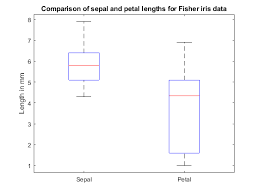 Comparison of sepal and petal lengths for Fisher iris data
Length in mm
8
7
6
5
4
3
2
1
Sepal
Petal